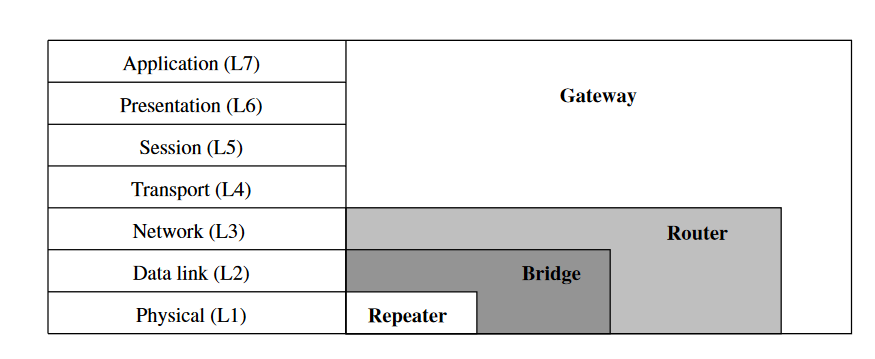 Application (L7)
Gateway
Presentation (L6)
Session (L5)
Transport (L4)
Network (L3)
Router
Data link (L2)
Bridge
Physical (L1)
Repeater